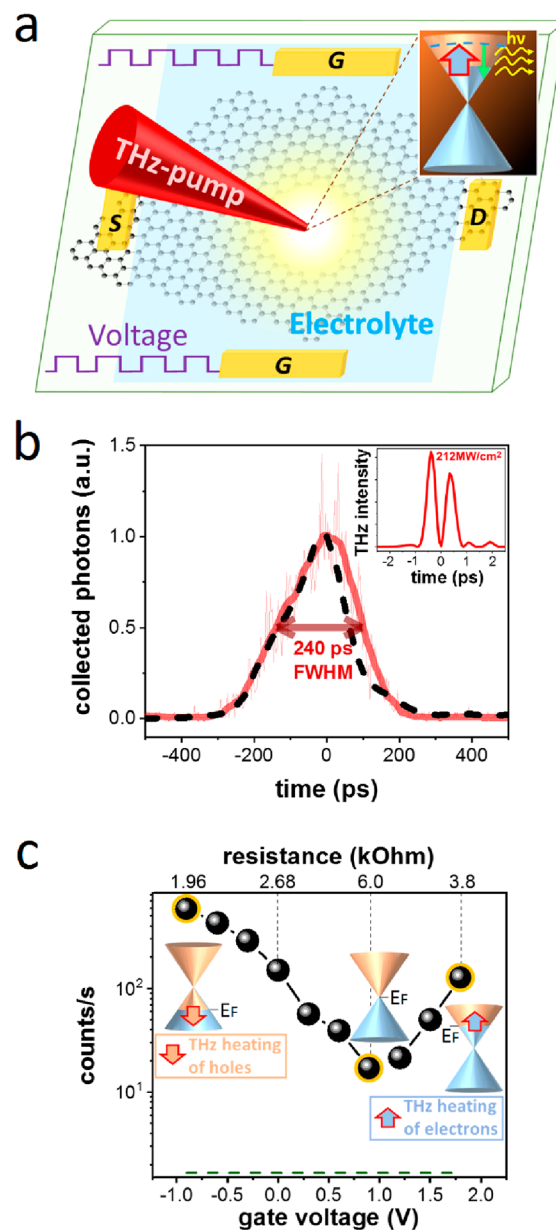 a
hν
G
THz-pump
S
D
Voltage
Electrolyte
G
b
collected photons (a.u.)
1.5
1.0
0.5
0.0
240 ps
FWHM
-400 -200 0 200 400
time (ps)
THz intensity
212MW/cm²
-2 -1 0 1 2
time (ps)
c
resistance (kOhm)
1.96 2.68 6.0 3.8
counts/s
10²
10¹
EF
THz heating
of holes
EF
EF
THz heating
of electrons
-1.0 -0.5 0.0 0.5 1.0 1.5 2.0
gate voltage (V)